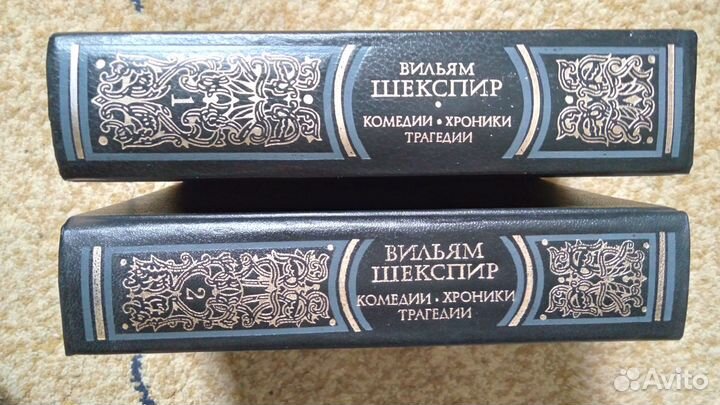 1
ВИЛЬЯМ
ШЕКСПИР
КОМЕДИИ • ХРОНИКИ
ТРАГЕДИИ
2
ВИЛЬЯМ
ШЕКСПИР
КОМЕДИИ • ХРОНИКИ
ТРАГЕДИИ
Avito